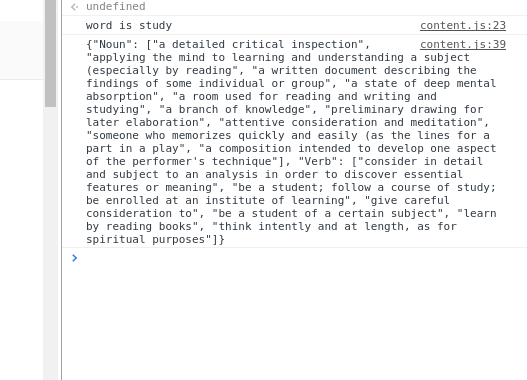 undefined
word is study content.js:23
{"Noun": ["a detailed critical inspection", content.js:39
"applying the mind to learning and understanding a subject
(especially by reading", "a written document describing the
findings of some individual or group", "a state of deep mental
absorption", "a room used for reading and writing and
studying", "a branch of knowledge", "preliminary drawing for
later elaboration", "attentive consideration and meditation",
"someone who memorizes quickly and easily (as the lines for a
part in a play", "a composition intended to develop one aspect
of the performer's technique"], "Verb": ["consider in detail
and subject to an analysis in order to discover essential
features or meaning", "be a student; follow a course of study;
be enrolled at an institute of learning", "give careful
consideration to", "be a student of a certain subject", "learn
by reading books", "think intently and at length, as for
spiritual purposes"]}